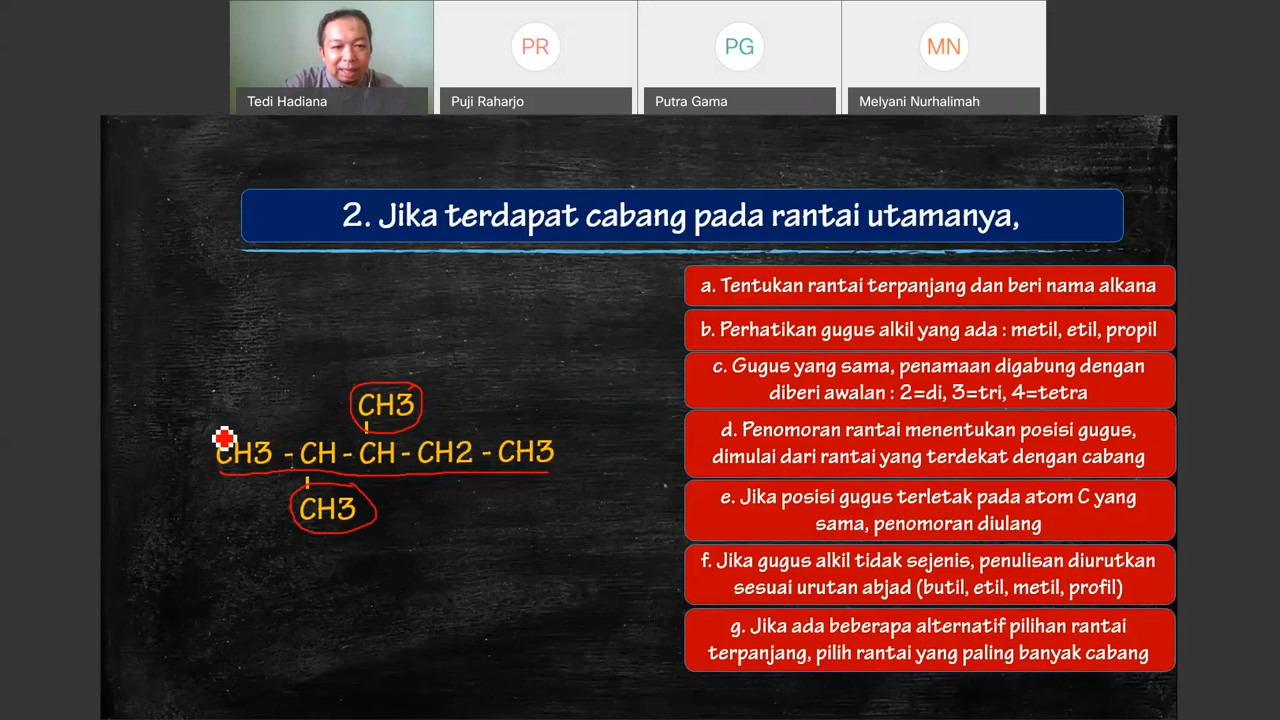 PR
PG
MN
Tedi Hadiana
Puji Raharjo
Putra Gama
Melyani Nurhalimah
2. Jika terdapat cabang pada rantai utamanya,
CH3
CH3 - CH - CH - CH2 - CH3
CH3
a. Tentukan rantai terpanjang dan beri nama alkana
b. Perhatikan gugus alkil yang ada : metil, etil, propil
c. Gugus yang sama, penamaan digabung dengan
diberi awalan : 2=di, 3=tri, 4=tetra
d. Penomoran rantai menentukan posisi gugus,
dimulai dari rantai yang terdekat dengan cabang
e. Jika posisi gugus terletak pada atom C yang
sama, penomoran diulang
f. Jika gugus alkil tidak sejenis, penulisan diurutkan
sesuai urutan abjad (butil, etil, metil, profil)
g. Jika ada beberapa alternatif pilihan rantai
terpanjang, pilih rantai yang paling banyak cabang